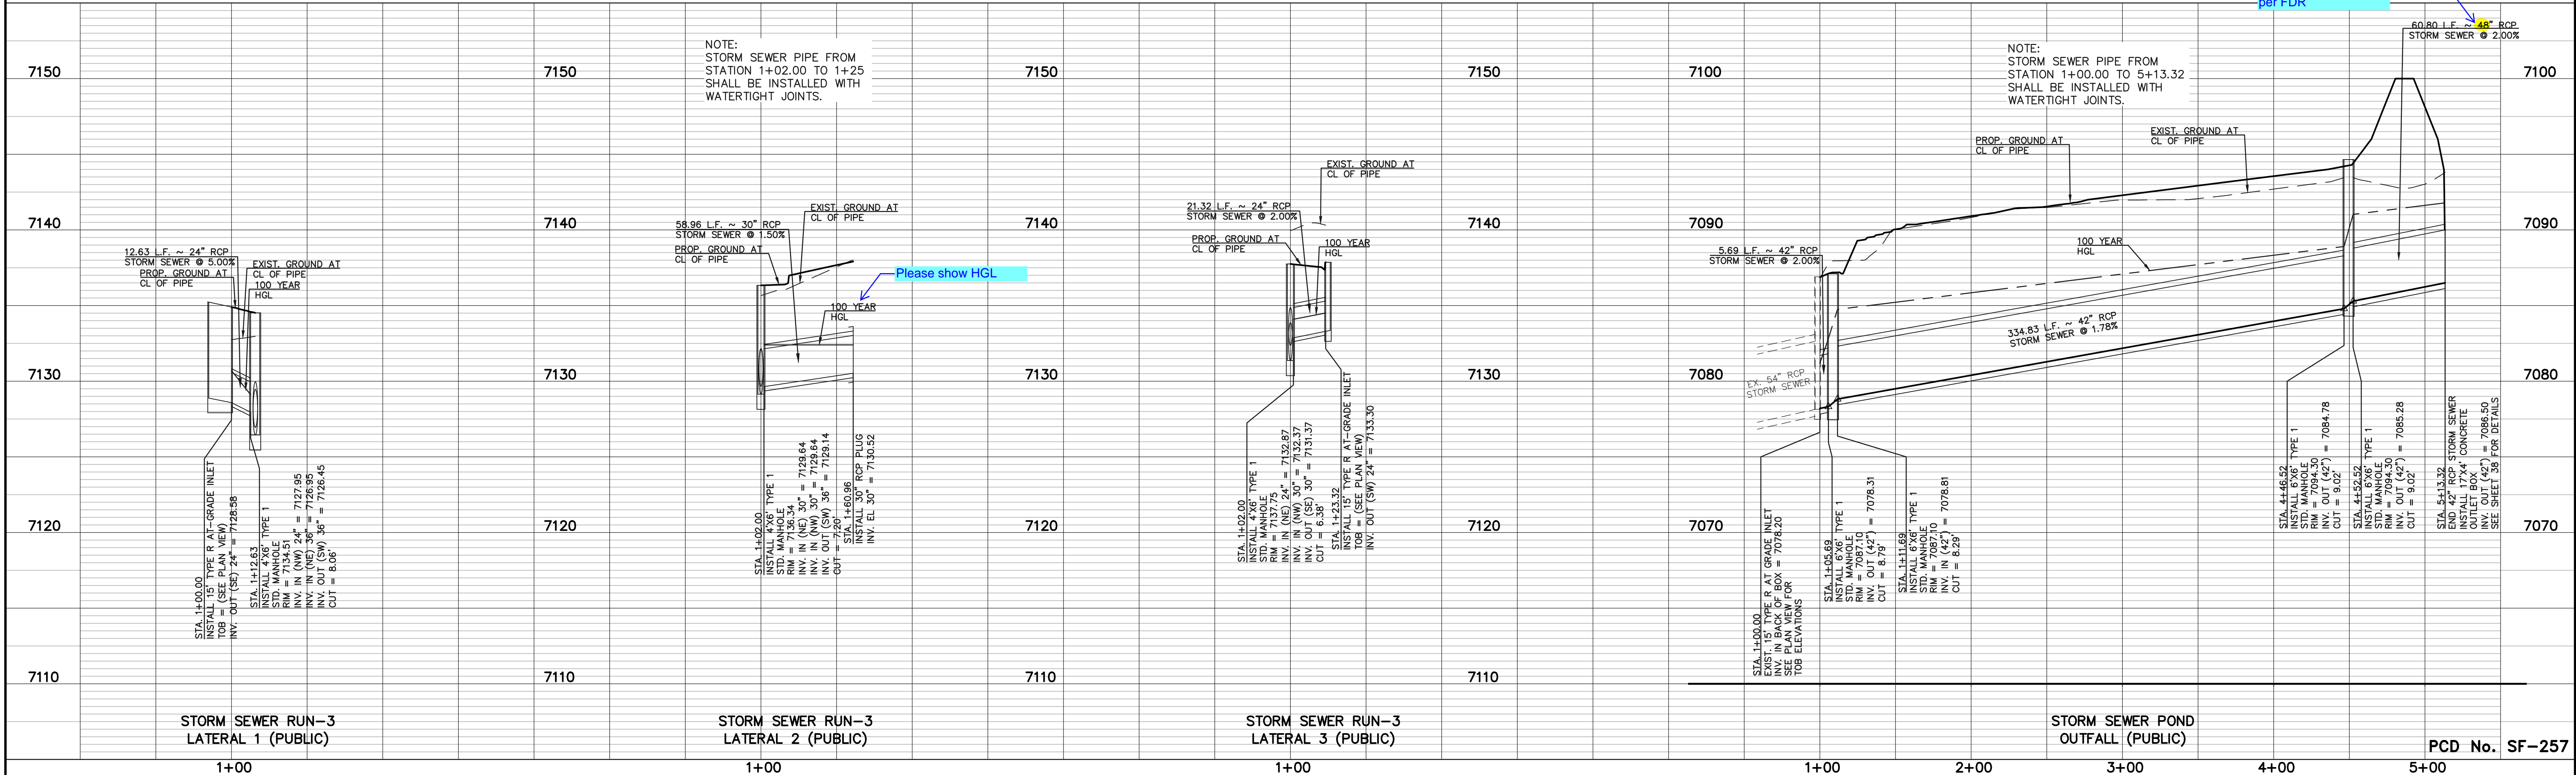 per FDR
60.80 L.F. ~ 48" RCP
STORM SEWER @ 2.00%
7150
7150
7150
7150
7100
7100
NOTE:
STORM SEWER PIPE FROM
STATION 1+02.00 TO 1+25
SHALL BE INSTALLED WITH
WATERTIGHT JOINTS.
NOTE:
STORM SEWER PIPE FROM
STATION 1+00.00 TO 5+13.32
SHALL BE INSTALLED WITH
WATERTIGHT JOINTS.
7140
7140
7140
7140
7090
7090
12.63 L.F. ~ 24" RCP
STORM SEWER @ 5.00%
PROP. GROUND AT
CL OF PIPE
EXIST. GROUND AT
CL OF PIPE
100 YEAR
HGL
58.96 L.F. ~ 30" RCP
STORM SEWER @ 1.50%
PROP. GROUND AT
CL OF PIPE
EXIST. GROUND AT
CL OF PIPE
Please show HGL
100 YEAR
HGL
EXIST. GROUND AT
CL OF PIPE
21.32 L.F. ~ 24" RCP
STORM SEWER @ 2.00%
PROP. GROUND AT
CL OF PIPE
100 YEAR
HGL
PROP. GROUND AT
CL OF PIPE
EXIST. GROUND AT
CL OF PIPE
5.69 L.F. ~ 42" RCP
STORM SEWER @ 2.00%
100 YEAR
HGL
334.83 L.F. ~ 42" RCP
STORM SEWER @ 1.78%
EX. 54" RCP
STORM SEWER
7130
7130
7130
7130
7080
7080
STA. 1+00.00
INSTALL 15' TYPE R AT-GRADE INLET
TOB = (SEE PLAN VIEW)
INV. OUT (SE) 24" = 7128.58
STA. 1+12.63
INSTALL 4'X6' TYPE 1
STD. MANHOLE
RIM = 7134.51
INV. IN (NW) 24" = 7127.95
INV. IN (NE) 36" = 7126.95
INV. OUT (SW) 36" = 7126.45
CUT = 8.06'
STA. 1+02.00
INSTALL 4'X6' TYPE 1
STD. MANHOLE
RIM = 7136.34
INV. IN (NE) 30" = 7129.64
INV. IN (NW) 30" = 7129.64
INV. OUT (SW) 36" = 7129.14
CUT = 7.20'
STA. 1+60.96
INSTALL 30" RCP PLUG
INV. EL 30" = 7130.52
STA. 1+02.00
INSTALL 4'X6' TYPE 1
STD. MANHOLE
RIM = 7137.75
INV. IN (NE) 24" = 7132.87
INV. IN (NW) 30" = 7132.37
INV. OUT (SE) 30" = 7131.37
CUT = 6.38'
STA. 1+23.32
INSTALL 15' TYPE R AT-GRADE INLET
TOB = (SEE PLAN VIEW)
INV. OUT (SW) 24" = 7133.30
STA. 1+00.00
EXIST. 15' TYPE R AT GRADE INLET
INV. IN BACK OF BOX = 7078.20
SEE PLAN VIEW FOR
TOB ELEVATIONS
STA. 1+05.69
INSTALL 6'X6' TYPE 1
STD. MANHOLE
RIM = 7087.10
INV. OUT (42") = 7078.31
CUT = 8.79'
STA. 1+11.69
INSTALL 6'X6' TYPE 1
STD. MANHOLE
RIM = 7087.10
INV. IN (42") = 7078.81
CUT = 8.29'
STA. 4+46.52
INSTALL 6'X6' TYPE 1
STD. MANHOLE
RIM = 7094.30
INV. OUT (42") = 7084.78
CUT = 9.02'
STA. 4+52.52
INSTALL 6'X6' TYPE 1
STD. MANHOLE
RIM = 7094.30
INV. OUT (42") = 7085.28
CUT = 9.02'
STA. 5+13.32
END 42" RCP STORM SEWER
INSTALL 17'X4' CONCRETE
OUTLET BOX
INV. OUT (42") = 7086.50
SEE SHEET 38 FOR DETAILS
7120
7120
7120
7120
7070
7070
7110
7110
7110
7110
STORM SEWER RUN-3
LATERAL 1 (PUBLIC)
STORM SEWER RUN-3
LATERAL 2 (PUBLIC)
STORM SEWER RUN-3
LATERAL 3 (PUBLIC)
STORM SEWER POND
OUTFALL (PUBLIC)
PCD No. SF-257
1+00
1+00
1+00
1+00
2+00
3+00
4+00
5+00